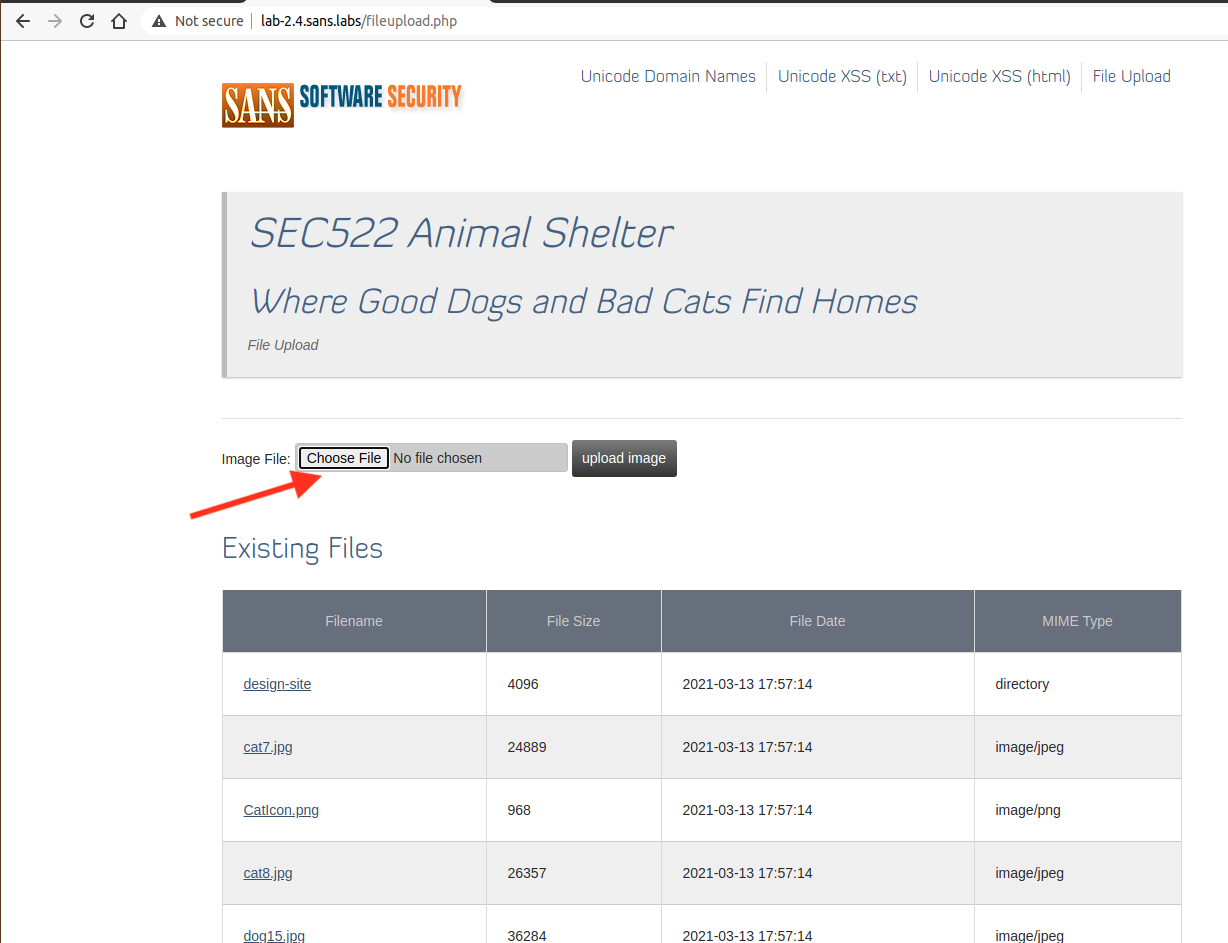 Not secure | lab-2.4.sans.labs/fileupload.php
Unicode Domain Names Unicode XSS (txt) Unicode XSS (html) File Upload
SANS SOFTWARE SECURITY
SEC522 Animal Shelter
Where Good Dogs and Bad Cats Find Homes
File Upload
Image File: Choose File No file chosen upload image
Existing Files
Filename File Size File Date MIME Type
design-site 4096 2021-03-13 17:57:14 directory
cat7.jpg 24889 2021-03-13 17:57:14 image/jpeg
CatIcon.png 968 2021-03-13 17:57:14 image/png
cat8.jpg 26357 2021-03-13 17:57:14 image/jpeg
dog15.jpg 36284 2021-03-13 17:57:14 image/jpeg